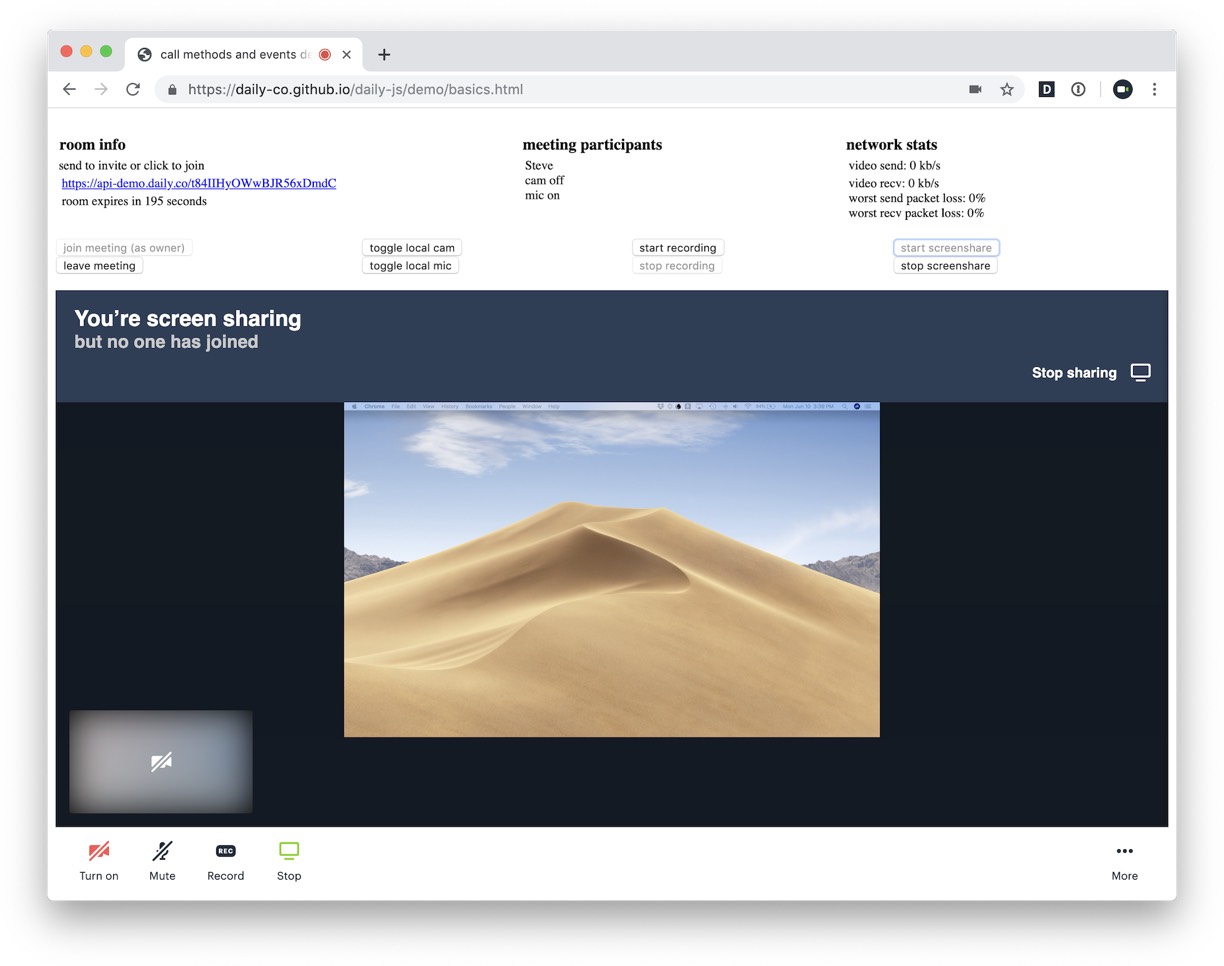 call methods and events de
https://daily-co.github.io/daily-js/demo/basics.html
D
room info
send to invite or click to join
https://api-demo.daily.co/t84IIHyOWwBJR56xDmdC
room expires in 195 seconds
meeting participants
Steve
cam off
mic on
network stats
video send: 0 kb/s
video recv: 0 kb/s
worst send packet loss: 0%
worst recv packet loss: 0%
join meeting (as owner)
leave meeting
toggle local cam
toggle local mic
start recording
stop recording
start screenshare
stop screenshare
You’re screen sharing
but no one has joined
Stop sharing
Chrome File Edit View History Bookmarks People Window Help
Turn on
Mute
REC
Record
Stop
More